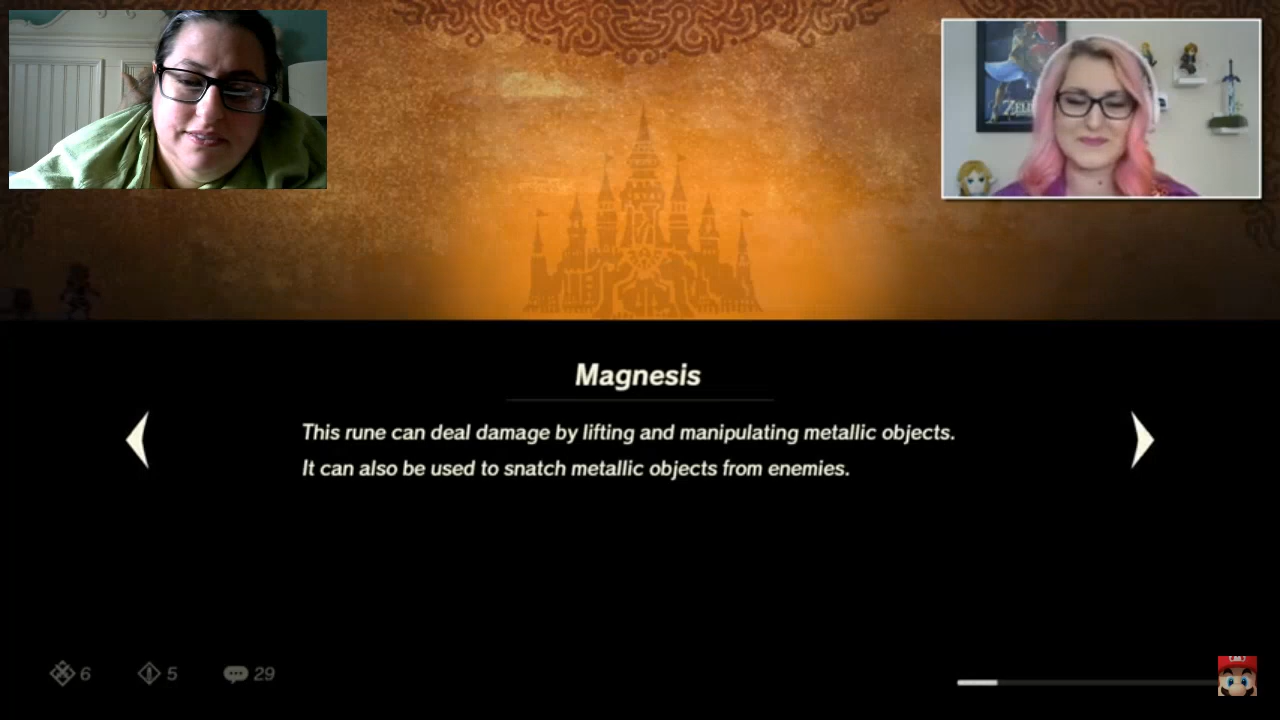 ZELDA
Magnesis
This rune can deal damage by lifting and manipulating metallic objects.
It can also be used to snatch metallic objects from enemies.
6 5 29
M